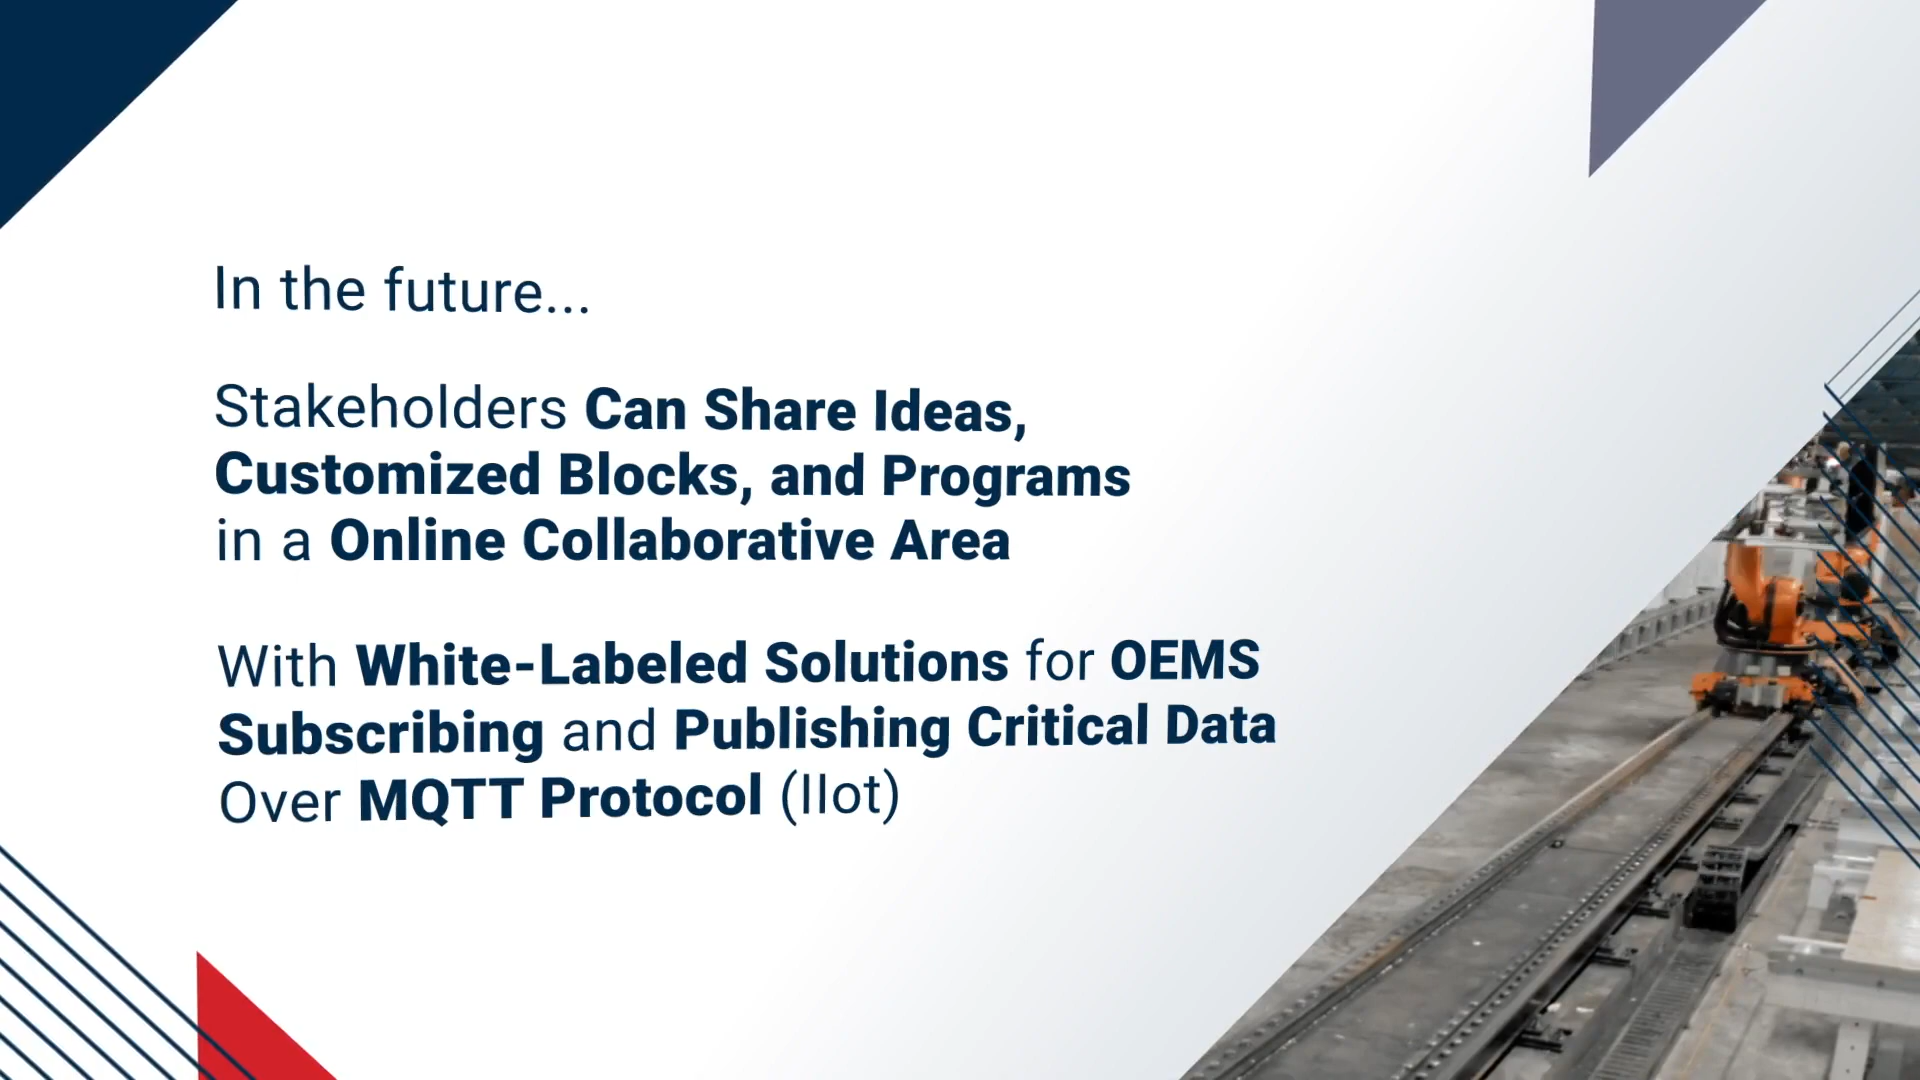 In the future...
Stakeholders Can Share Ideas,
Customized Blocks, and Programs
in a Online Collaborative Area
With White-Labeled Solutions for OEMS
Subscribing and Publishing Critical Data
Over MQTT Protocol (IIot)